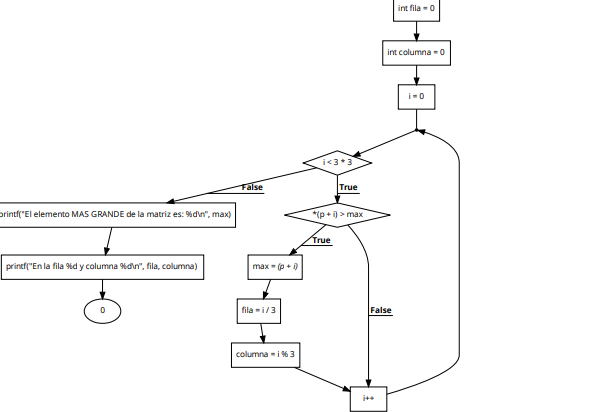 int fila = 0
int columna = 0
i = 0
i < 3 * 3
False
True
printf("El elemento MAS GRANDE de la matriz es: %d\n", max)
*(p + i) > max
printf("En la fila %d y columna %d\n", fila, columna)
True
max = (p + i)
0
fila = i / 3
False
columna = i % 3
i++